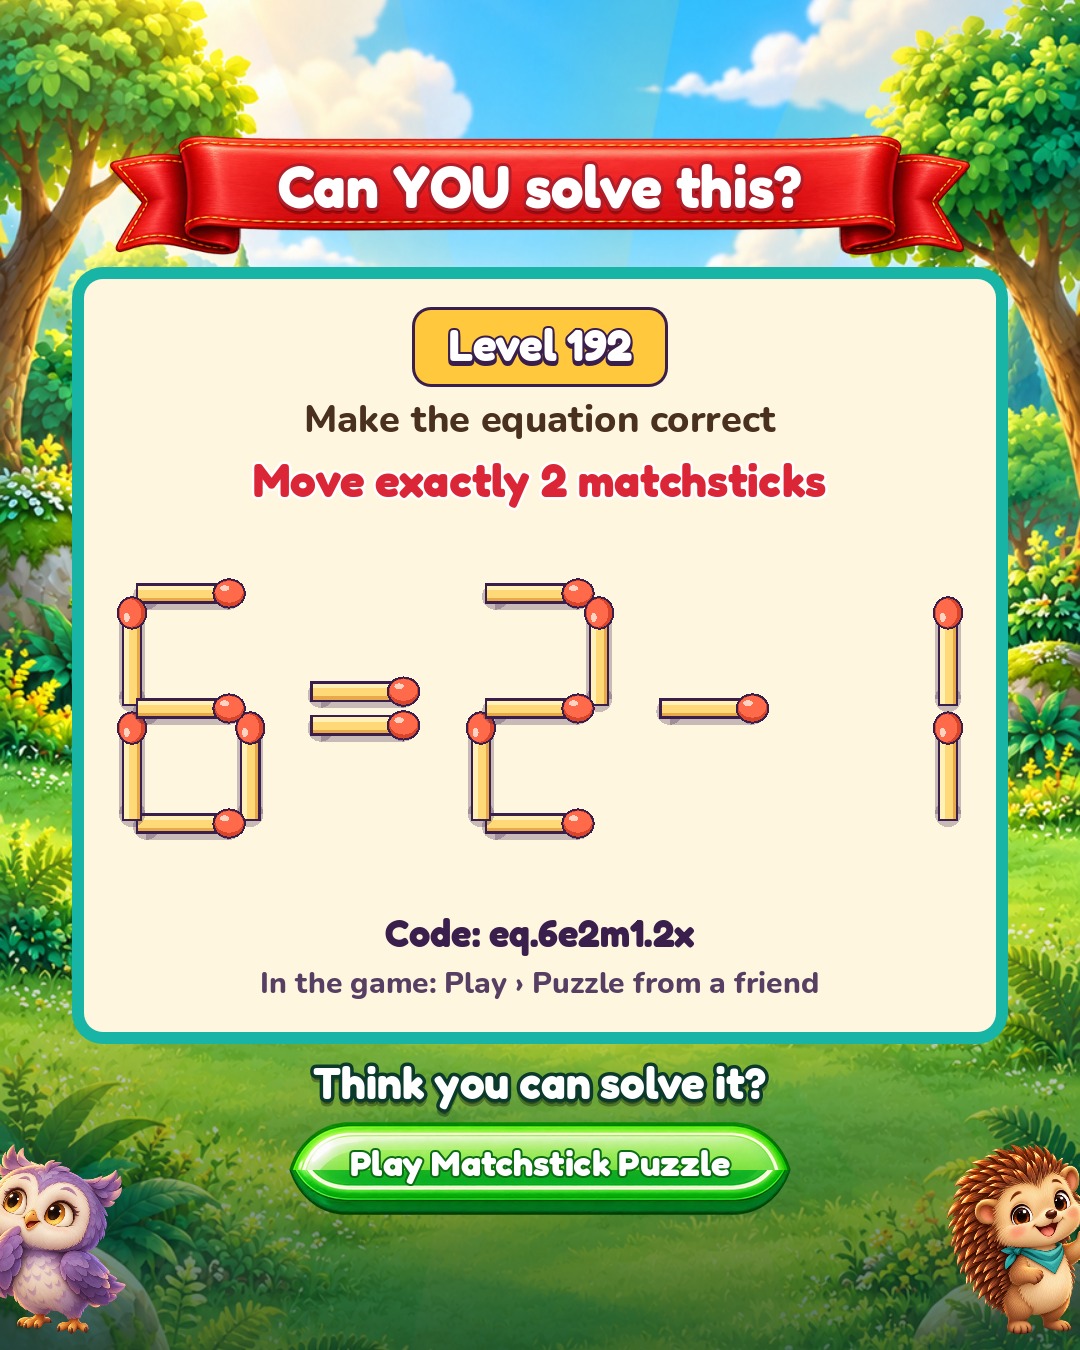 Can YOU solve this?
Level 192
Make the equation correct
Move exactly 2 matchsticks
6 = 2 - 1
Code: eq.6e2m1.2x
In the game: Play › Puzzle from a friend
Think you can solve it?
Play Matchstick Puzzle